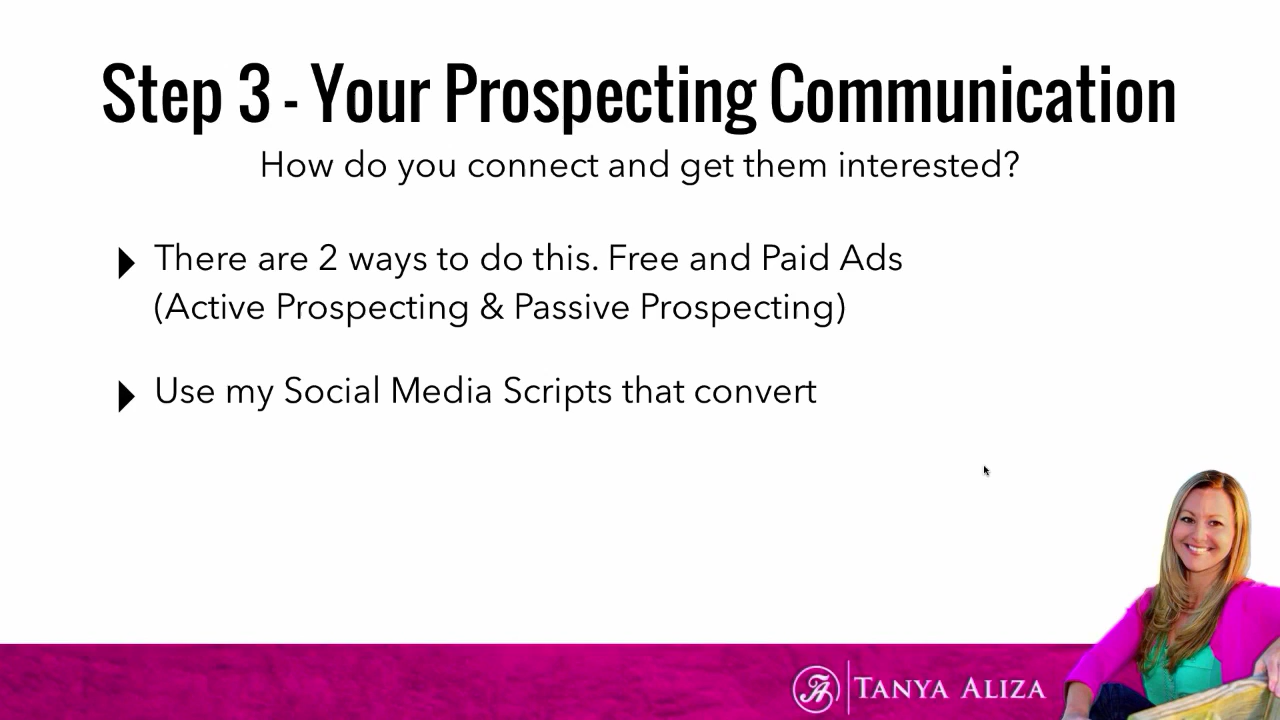 Step 3 - Your Prospecting Communication
How do you connect and get them interested?
There are 2 ways to do this. Free and Paid Ads
(Active Prospecting & Passive Prospecting)
Use my Social Media Scripts that convert
TA
TANYA ALIZA